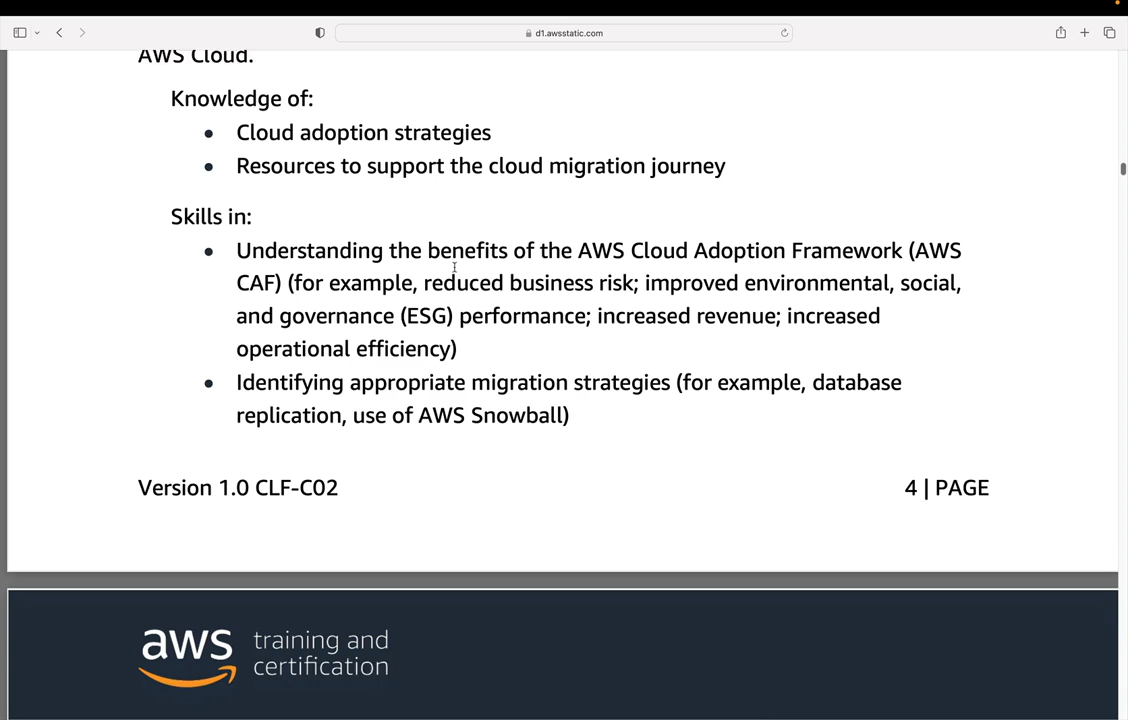 d1.awsstatic.com
AWS Cloud.
Knowledge of:
• Cloud adoption strategies
• Resources to support the cloud migration journey
Skills in:
• Understanding the benefits of the AWS Cloud Adoption Framework (AWS
CAF) (for example, reduced business risk; improved environmental, social,
and governance (ESG) performance; increased revenue; increased
operational efficiency)
• Identifying appropriate migration strategies (for example, database
replication, use of AWS Snowball)
Version 1.0 CLF-C02 4 | PAGE
aws training and
certification